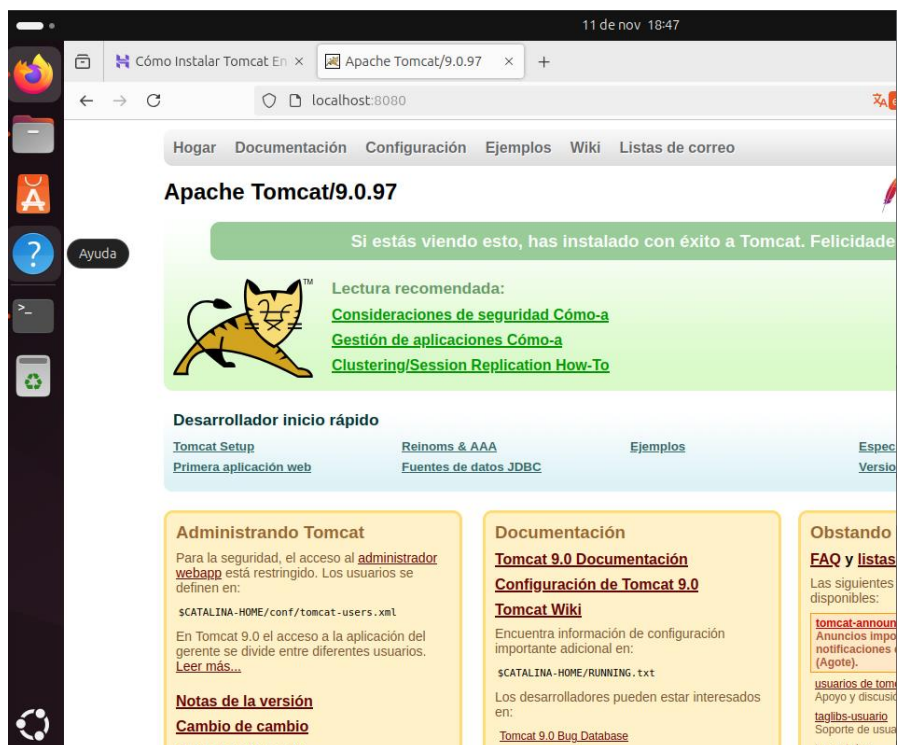 11 de nov 18:47
Cómo Instalar Tomcat En
Apache Tomcat/9.0.97
localhost:8080
Hogar Documentación Configuración Ejemplos Wiki Listas de correo
Apache Tomcat/9.0.97
Si estás viendo esto, has instalado con éxito a Tomcat. Felicidade
Ayuda
TM
Lectura recomendada:
Consideraciones de seguridad Cómo-a
Gestión de aplicaciones Cómo-a
Clustering/Session Replication How-To
Desarrollador inicio rápido
Tomcat Setup
Primera aplicación web
Reinoms & AAA
Fuentes de datos JDBC
Ejemplos
Espec
Versio
Administrando Tomcat
Para la seguridad, el acceso al administrador
webapp está restringido. Los usuarios se
definen en:
$CATALINA-HOME/conf/tomcat-users.xml
En Tomcat 9.0 el acceso a la aplicación del
gerente se divide entre diferentes usuarios.
Leer más...
Notas de la versión
Cambio de cambio
Documentación
Tomcat 9.0 Documentación
Configuración de Tomcat 9.0
Tomcat Wiki
Encuentra información de configuración
importante adicional en:
$CATALINA-HOME/RUNNING.txt
Los desarrolladores pueden estar interesados
en:
Tomcat 9.0 Bug Database
Obstando
FAQ y listas
Las siguientes
disponibles:
tomcat-announ
Anuncios impo
notificaciones
(Agote).
usuarios de tom
Apoyo y discusi
taglibs-usuario
Soporte de usua